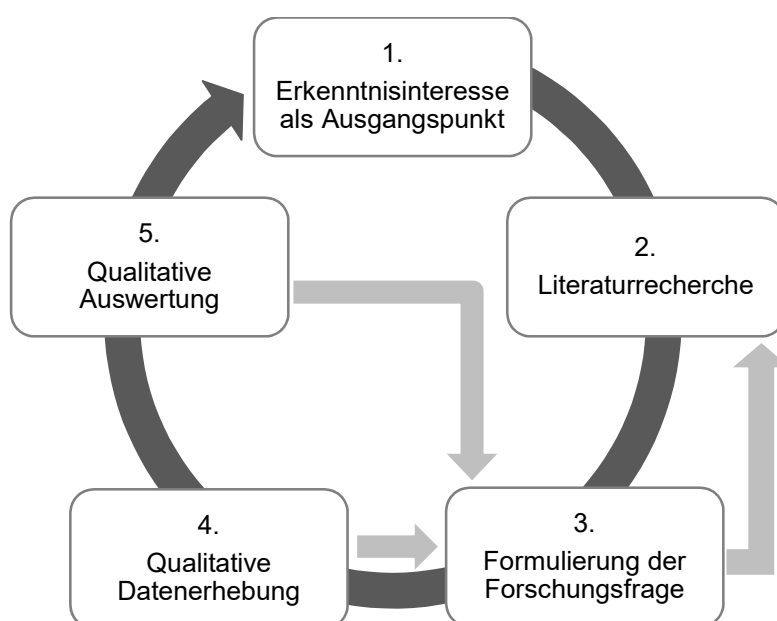 1.
Erkenntnisinteresse
als Ausgangspunkt
2.
Literaturrecherche
3.
Formulierung der
Forschungsfrage
4.
Qualitative
Datenerhebung
5.
Qualitative
Auswertung